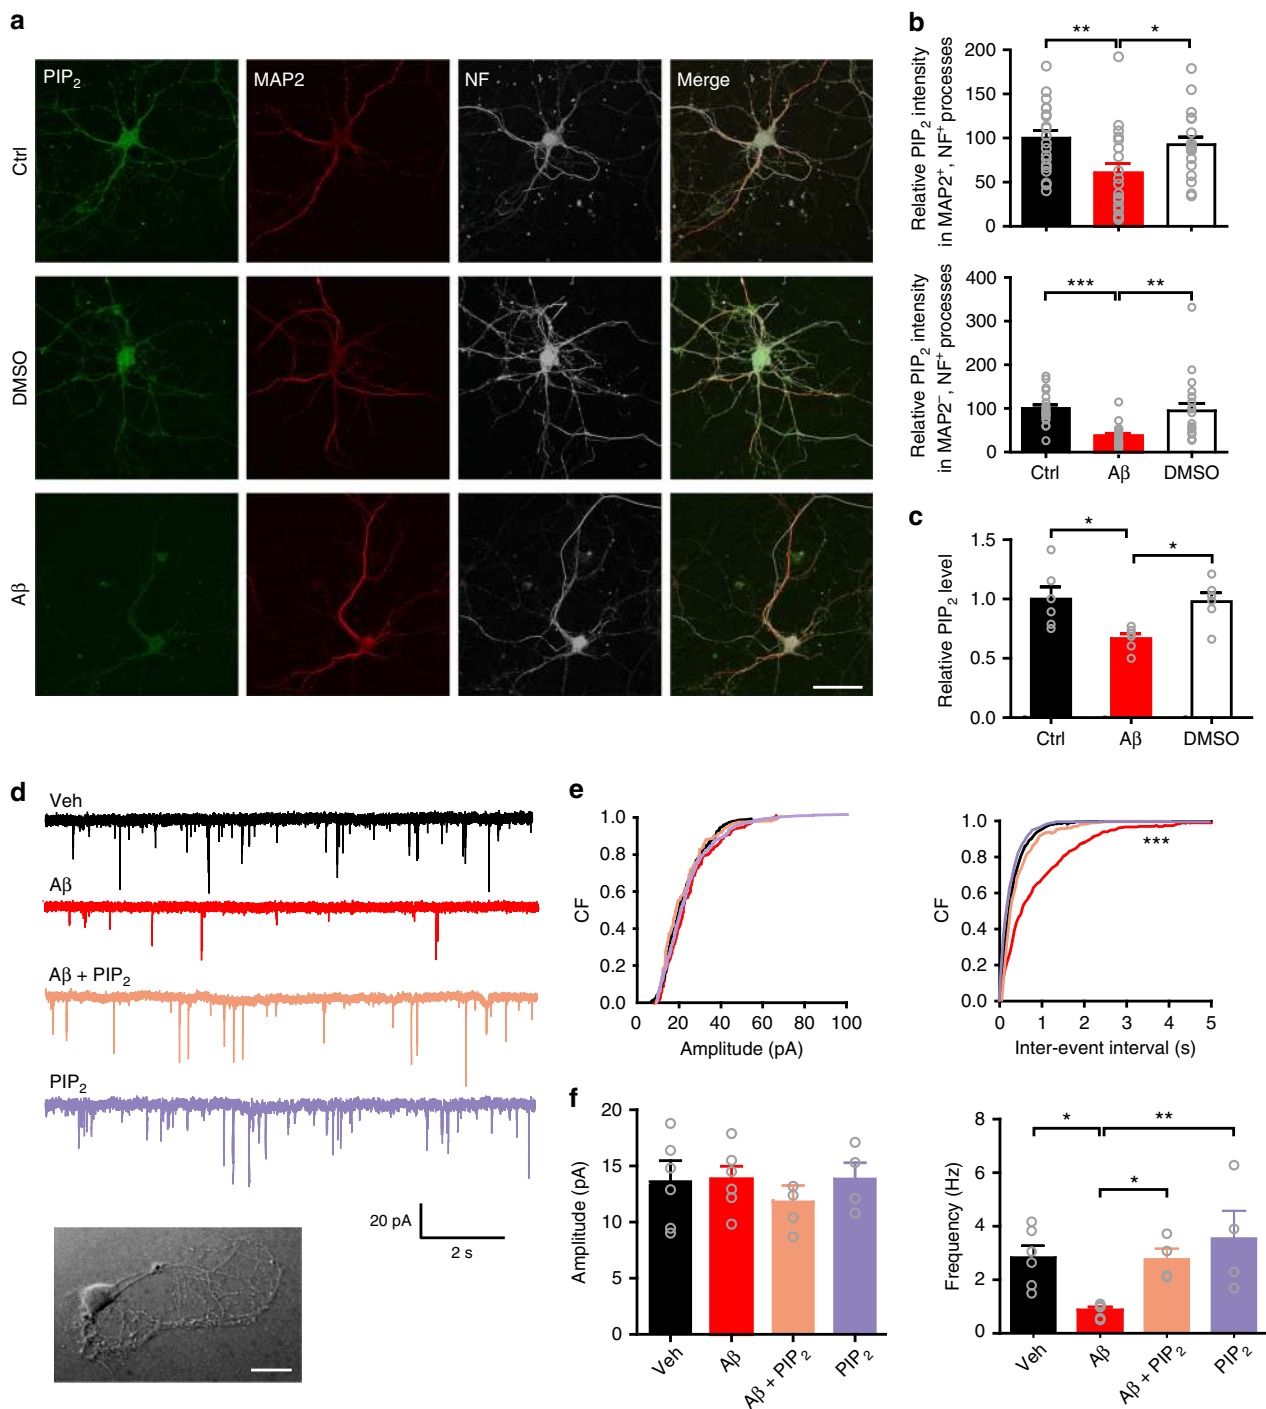 a
PIP2
MAP2
NF
Merge
Ctrl
DMSO
Aβ
b
Relative PIP2 intensity
in MAP2+, NF+ processes
200
150
100
50
0
** *
Relative PIP2 intensity
in MAP2−, NF+ processes
400
300
200
100
0
*** **
Ctrl Aβ DMSO
c
Relative PIP2 level
1.5
1.0
0.5
0.0
*
*
Ctrl Aβ DMSO
d
Veh
Aβ
Aβ + PIP2
PIP2
20 pA
2 s
e
CF
1.0
0.8
0.6
0.4
0.2
0.0
0 20 40 60 80 100
Amplitude (pA)
CF
1.0
0.8
0.6
0.4
0.2
0.0
***
0 1 2 3 4 5
Inter-event interval (s)
f
Amplitude (pA)
20
15
10
5
0
Veh Aβ Aβ + PIP2 PIP2
Frequency (Hz)
8
6
4
2
0
* **
*
Veh Aβ Aβ + PIP2 PIP2